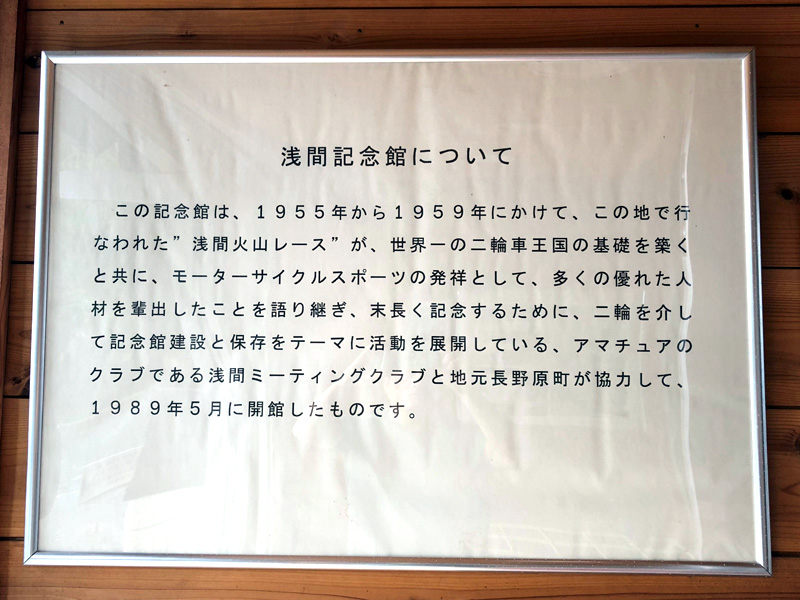 浅間記念館について
この記念館は、１９５５年から１９５９年にかけて、この地で行
なわれた”浅間火山レース”が、世界一の二輪車王国の基礎を築く
と共に、モーターサイクルスポーツの発祥として、多くの優れた人
材を輩出したことを語り継ぎ、末長く記念するために、二輪を介し
て記念館建設と保存をテーマに活動を展開している、アマチュアの
クラブである浅間ミーティングクラブと地元長野原町が協力して、
１９８９年５月に開館したものです。